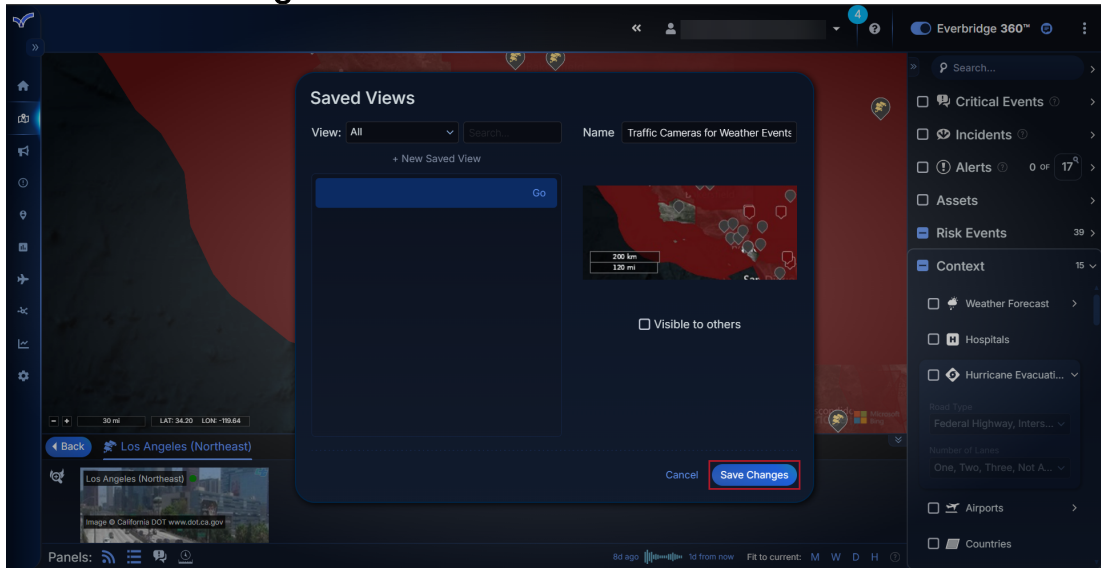 4
Everbridge 360™
Search...
Critical Events
Incidents
Alerts 0 OF 17
Assets
Risk Events 39
Context 15
Weather Forecast
H Hospitals
Hurricane Evacuati...
Road Type
Federal Highway, Inters...
Number of Lanes
One, Two, Three, Not A...
Airports
Countries
Saved Views
View: All Search... Name Traffic Cameras for Weather Events
+ New Saved View
Go
200 km
120 mi
Visible to others
Cancel Save Changes
- + 30 mi LAT: 34.20 LON: -119.64
Microsoft
Bing
Back Los Angeles (Northeast)
Los Angeles (Northeast)
Image © California DOT www.dot.ca.gov
Panels: 8d ago 1d from now Fit to current: M W D H